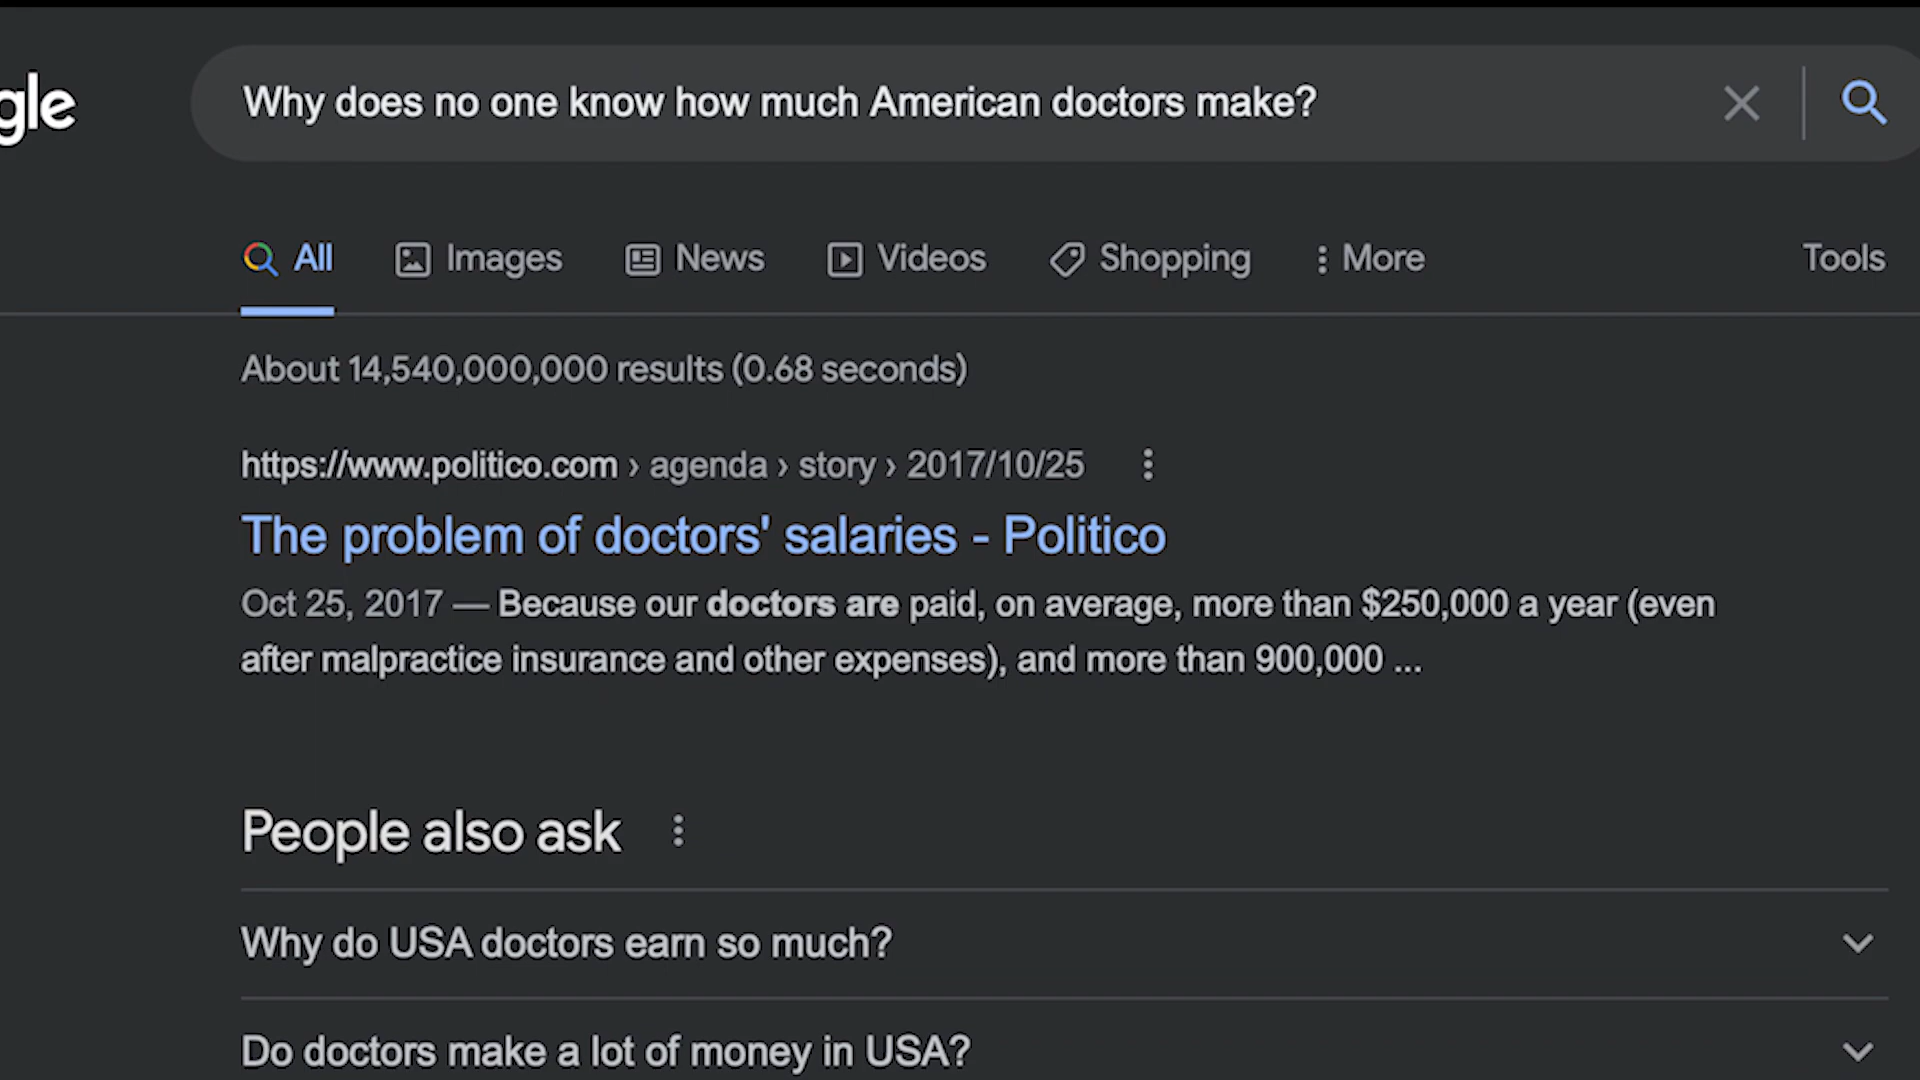 gle
Why does no one know how much American doctors make?
All Images News Videos Shopping More Tools
About 14,540,000,000 results (0.68 seconds)
https://www.politico.com › agenda › story › 2017/10/25
The problem of doctors' salaries - Politico
Oct 25, 2017 — Because our doctors are paid, on average, more than $250,000 a year (even
after malpractice insurance and other expenses), and more than 900,000 ...
People also ask
Why do USA doctors earn so much?
Do doctors make a lot of money in USA?